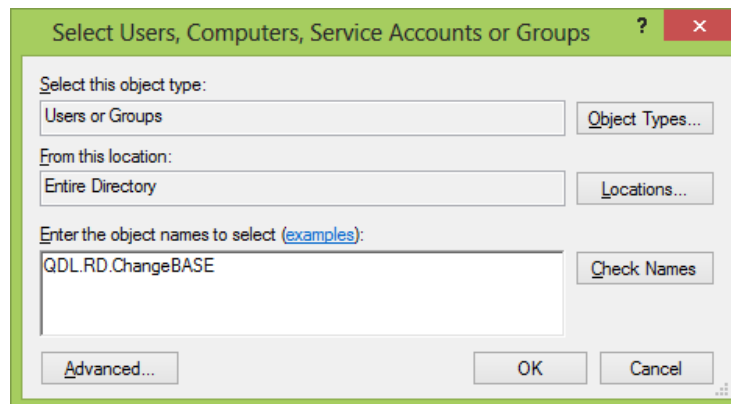 Select Users, Computers, Service Accounts or Groups
?
Select this object type:
Users or Groups
Object Types...
From this location:
Entire Directory
Locations...
Enter the object names to select (examples):
QDL.RD.ChangeBASE
Check Names
Advanced...
OK
Cancel